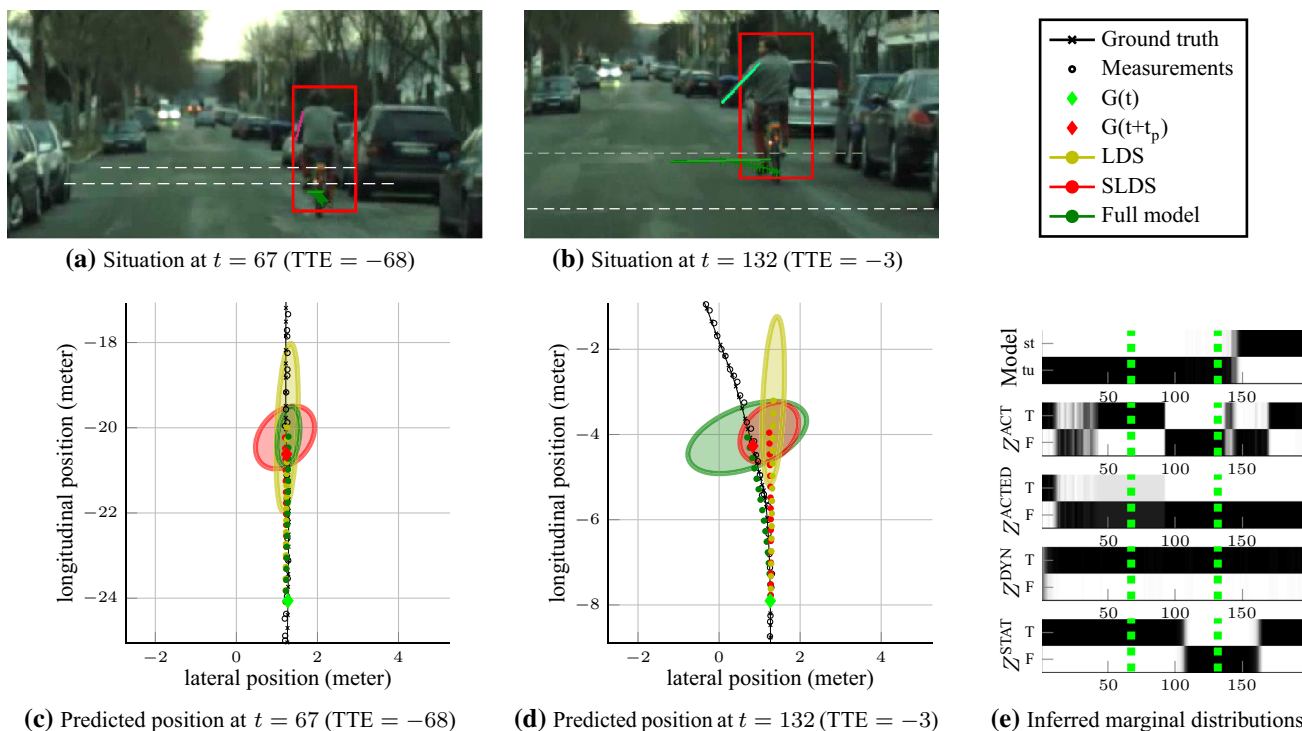 Ground truth
Measurements
G(t)
G(t+tp)
LDS
SLDS
Full model
(a) Situation at t = 67 (TTE = −68)
(b) Situation at t = 132 (TTE = −3)
longitudinal position (meter)
−18
−20
−22
−24
−2 0 2 4
lateral position (meter)
(c) Predicted position at t = 67 (TTE = −68)
longitudinal position (meter)
−2
−4
−6
−8
−2 0 2 4
lateral position (meter)
(d) Predicted position at t = 132 (TTE = −3)
Model
st
tu
50 100 150
Z^ACT
T
F
50 100 150
Z^ACTED
T
F
50 100 150
Z^DYN
T
F
50 100 150
Z^STAT
T
F
50 100 150
(e) Inferred marginal distributions